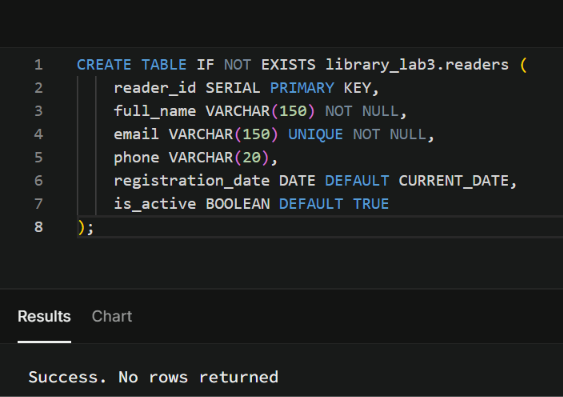 1 CREATE TABLE IF NOT EXISTS library_lab3.readers (
2 reader_id SERIAL PRIMARY KEY,
3 full_name VARCHAR(150) NOT NULL,
4 email VARCHAR(150) UNIQUE NOT NULL,
5 phone VARCHAR(20),
6 registration_date DATE DEFAULT CURRENT_DATE,
7 is_active BOOLEAN DEFAULT TRUE
8 );
Results Chart
Success. No rows returned